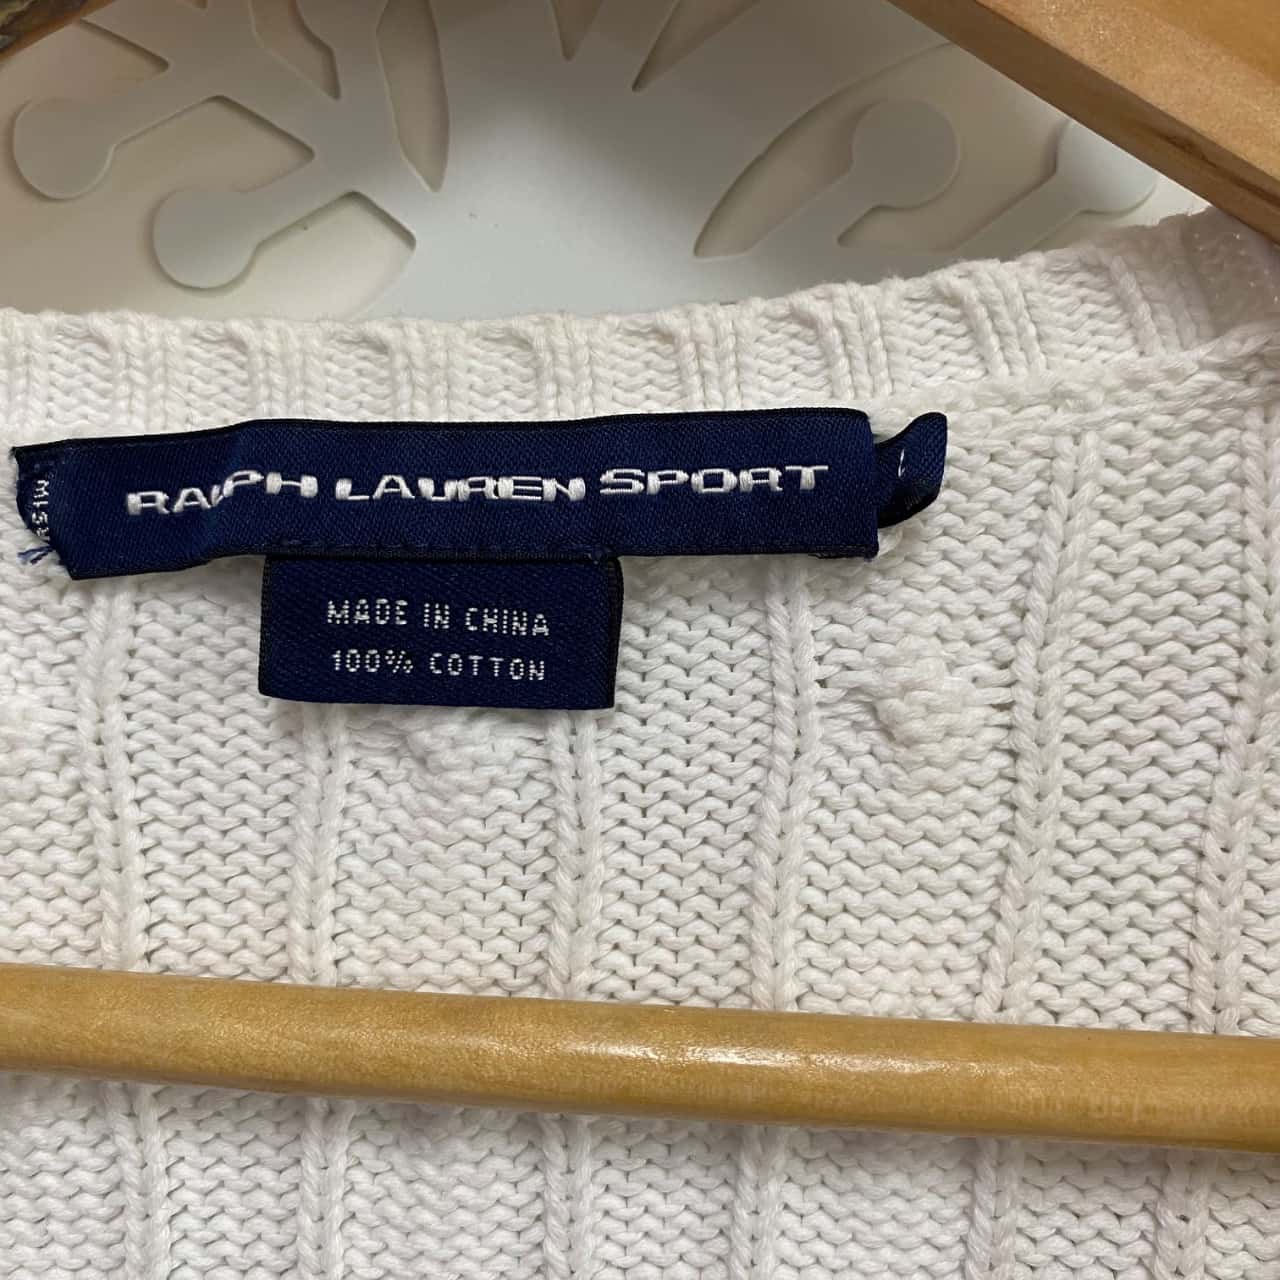 RALPH LAUREN SPORT
MADE IN CHINA
100% COTTON